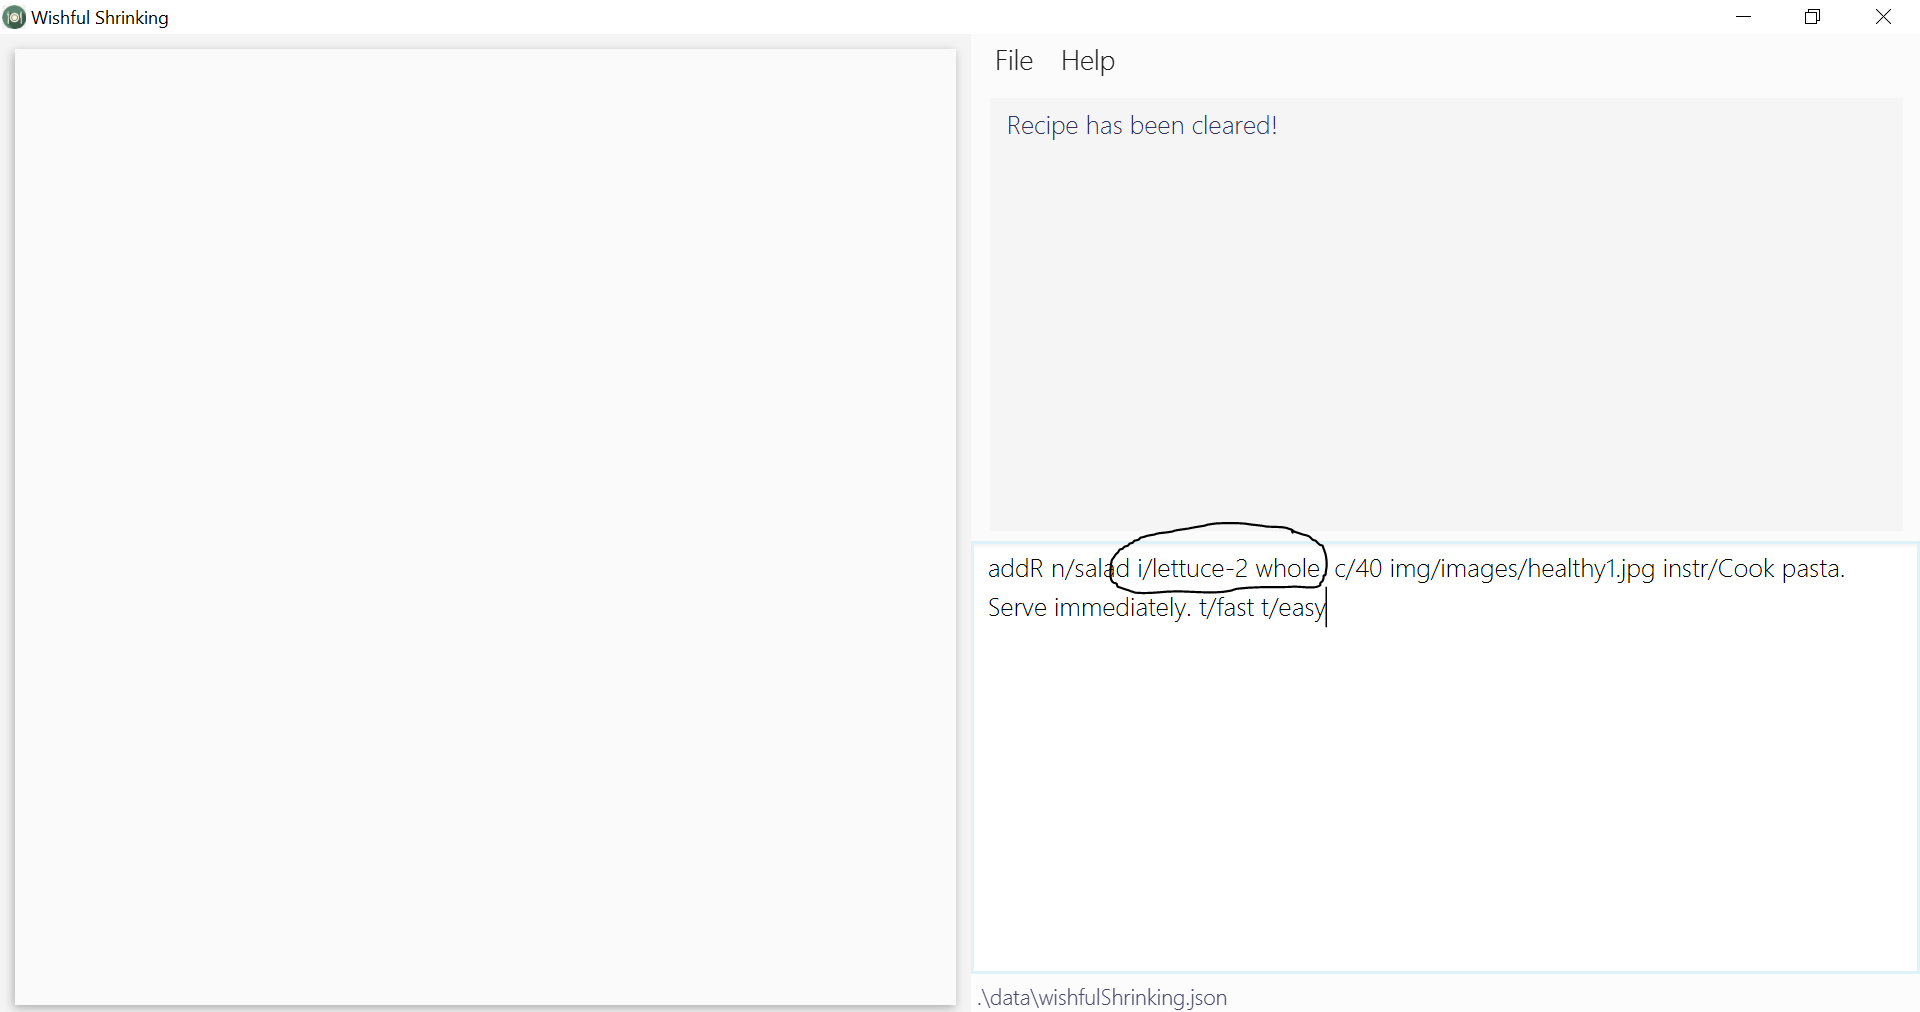 Wishful Shrinking
File Help
Recipe has been cleared!
addR n/salad i/lettuce-2 whole, c/40 img/images/healthy1.jpg instr/Cook pasta.
Serve immediately. t/fast t/easy
.\data\wishfulShrinking.json